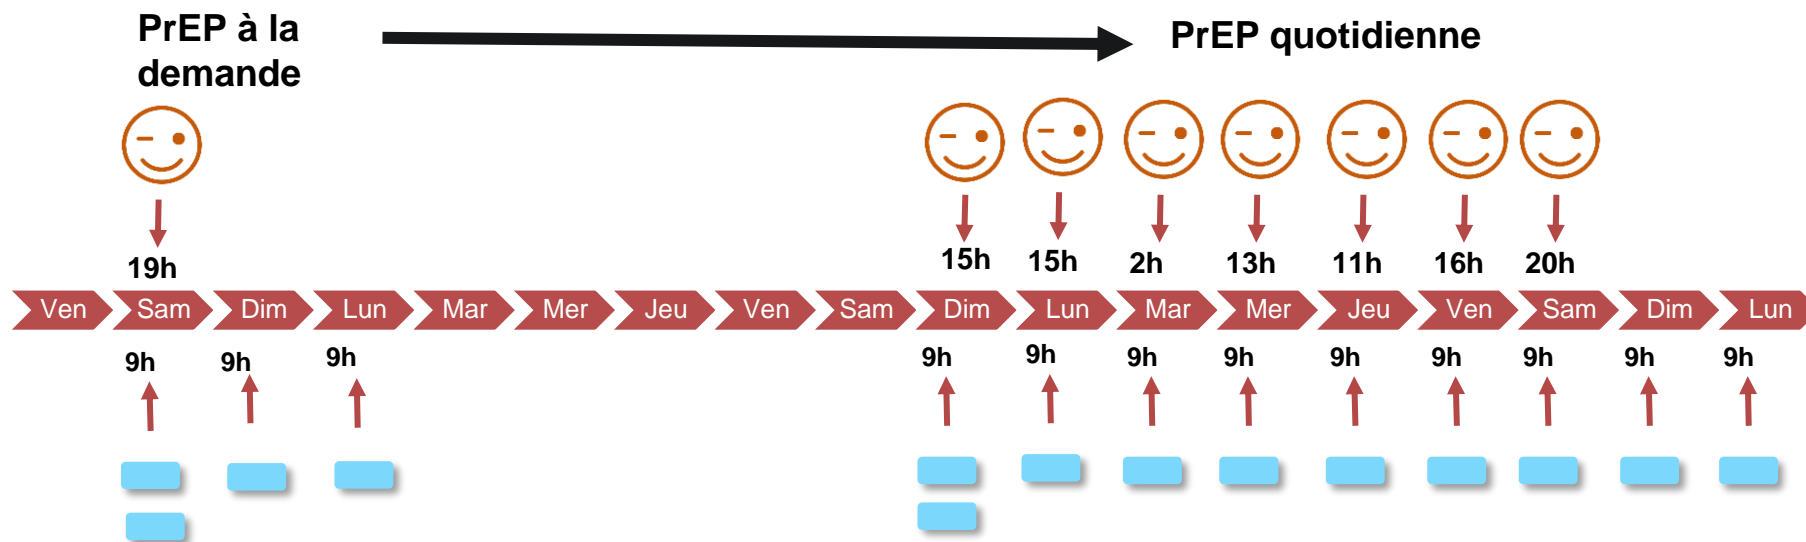 PrEP à la
demande
PrEP quotidienne
19h
15h 15h 2h 13h 11h 16h 20h
Ven Sam Dim Lun Mar Mer Jeu Ven Sam Dim Lun Mar Mer Jeu Ven Sam Dim Lun
9h 9h 9h 9h 9h 9h 9h 9h 9h 9h 9h 9h